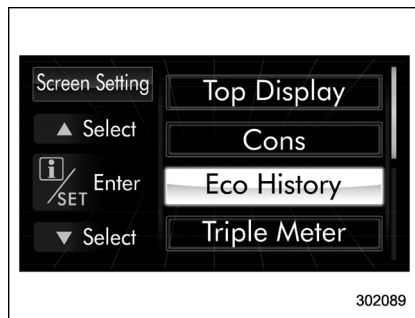 Screen Setting
▲ Select
i/SET Enter
▼ Select
Top Display
Cons
Eco History
Triple Meter
302089